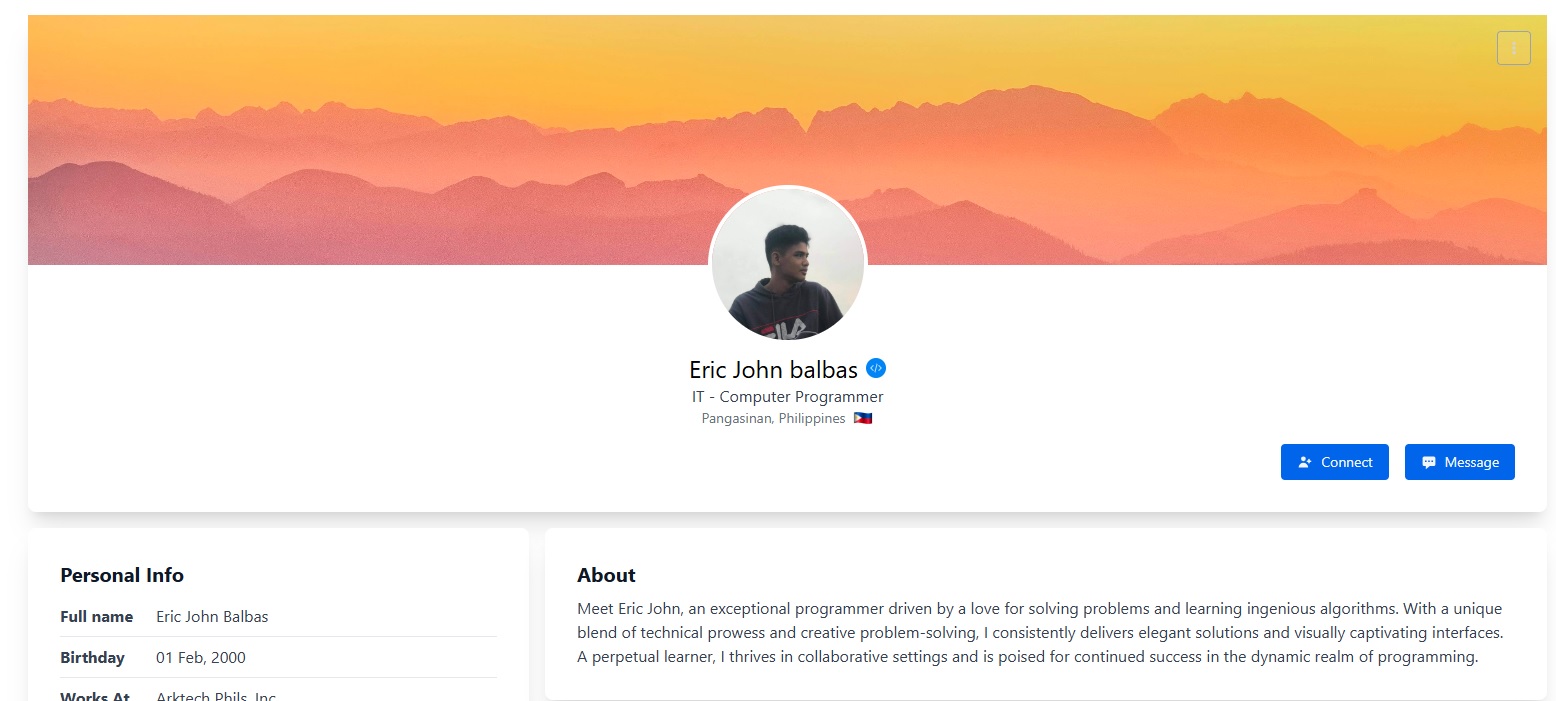 Eric John balbas
IT - Computer Programmer
Pangasinan, Philippines
Connect
Message
Personal Info
Full name Eric John Balbas
Birthday 01 Feb, 2000
Works At Arktech Phils, Inc
About
Meet Eric John, an exceptional programmer driven by a love for solving problems and learning ingenious algorithms. With a unique
blend of technical prowess and creative problem-solving, I consistently delivers elegant solutions and visually captivating interfaces.
A perpetual learner, I thrives in collaborative settings and is poised for continued success in the dynamic realm of programming.
FILA